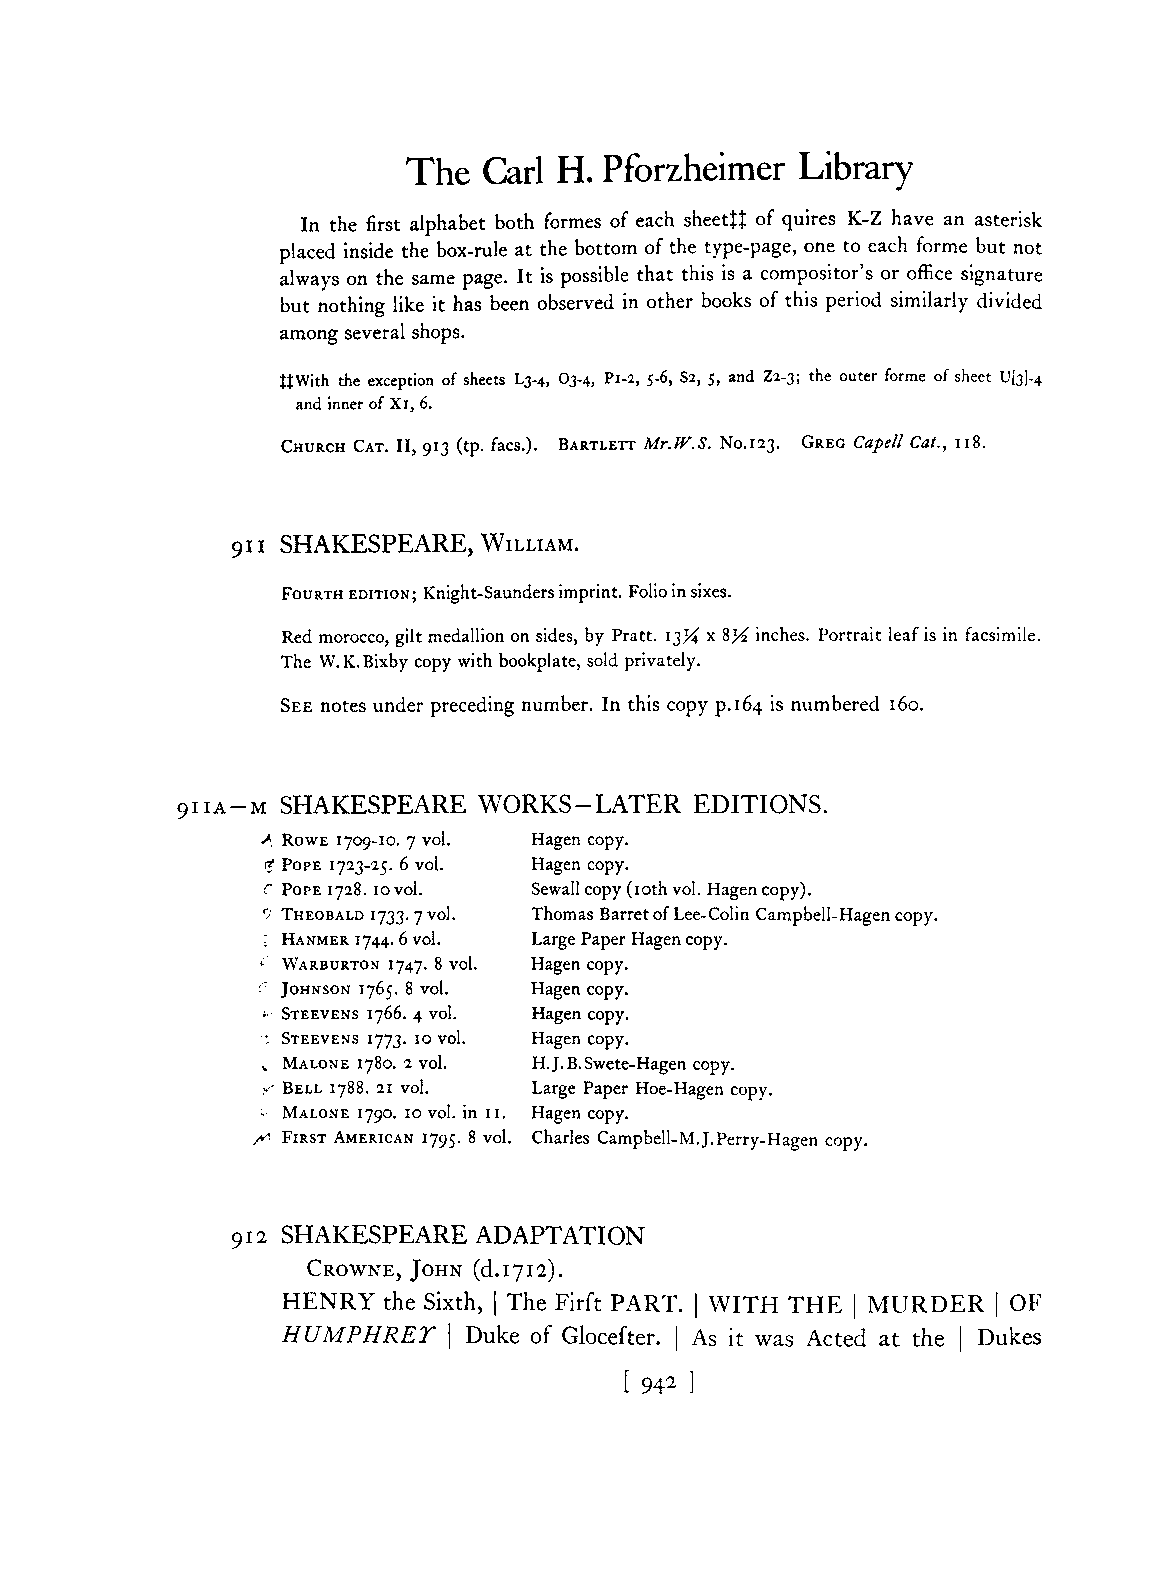 The Carl H. Pforzheimer Library
In the first alphabet both formes of each sheet‡‡ of quires K-Z have an asterisk
placed inside the box-rule at the bottom of the type-page, one to each forme but not
always on the same page. It is possible that this is a compositor's or office signature
but nothing like it has been observed in other books of this period similarly divided
among several shops.
‡‡With the exception of sheets L3-4, O3-4, P1-2, 5-6, S2, 5, and Z2-3; the outer forme of sheet U[3]-4
and inner of X1, 6.
CHURCH CAT. II, 913 (tp. facs.). BARTLETT Mr.W.S. No.123. GREG Capell Cat., 118.
911 SHAKESPEARE, WILLIAM.
FOURTH EDITION; Knight-Saunders imprint. Folio in sixes.
Red morocco, gilt medallion on sides, by Pratt. 13¼ x 8½ inches. Portrait leaf is in facsimile.
The W.K.Bixby copy with bookplate, sold privately.
SEE notes under preceding number. In this copy p.164 is numbered 160.
911A–M SHAKESPEARE WORKS–LATER EDITIONS.
ROWE 1709-10. 7 vol. Hagen copy.
POPE 1723-25. 6 vol. Hagen copy.
POPE 1728. 10 vol. Sewall copy (10th vol. Hagen copy).
THEOBALD 1733. 7 vol. Thomas Barret of Lee-Colin Campbell-Hagen copy.
HANMER 1744. 6 vol. Large Paper Hagen copy.
WARBURTON 1747. 8 vol. Hagen copy.
JOHNSON 1765. 8 vol. Hagen copy.
STEEVENS 1766. 4 vol. Hagen copy.
STEEVENS 1773. 10 vol. Hagen copy.
MALONE 1780. 2 vol. H.J.B.Swete-Hagen copy.
BELL 1788. 21 vol. Large Paper Hoe-Hagen copy.
MALONE 1790. 10 vol. in 11. Hagen copy.
M FIRST AMERICAN 1795. 8 vol. Charles Campbell-M.J.Perry-Hagen copy.
912 SHAKESPEARE ADAPTATION
CROWNE, JOHN (d.1712).
HENRY the Sixth, | The Firſt PART. | WITH THE | MURDER | OF
HUMPHREY | Duke of Gloceſter. | As it was Acted at the | Dukes
[ 942 ]